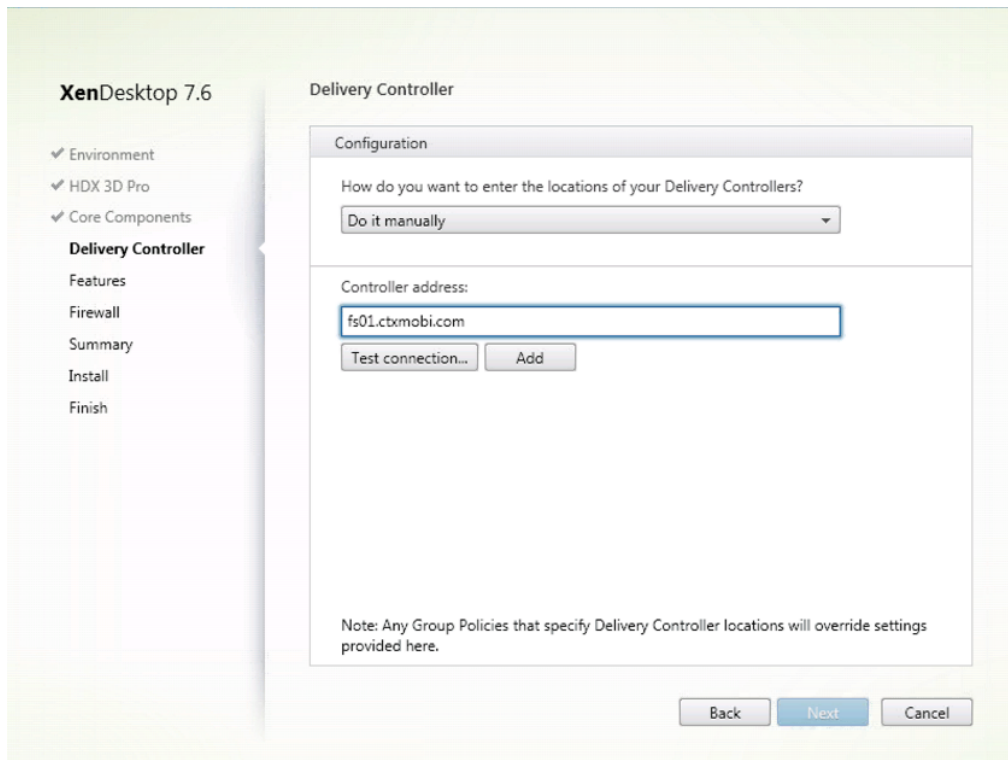 XenDesktop 7.6
Environment
HDX 3D Pro
Core Components
Delivery Controller
Features
Firewall
Summary
Install
Finish
Delivery Controller
Configuration
How do you want to enter the locations of your Delivery Controllers?
Do it manually
Controller address:
fs01.ctxmobi.com
Test connection...
Add
Note: Any Group Policies that specify Delivery Controller locations will override settings
provided here.
Back
Next
Cancel